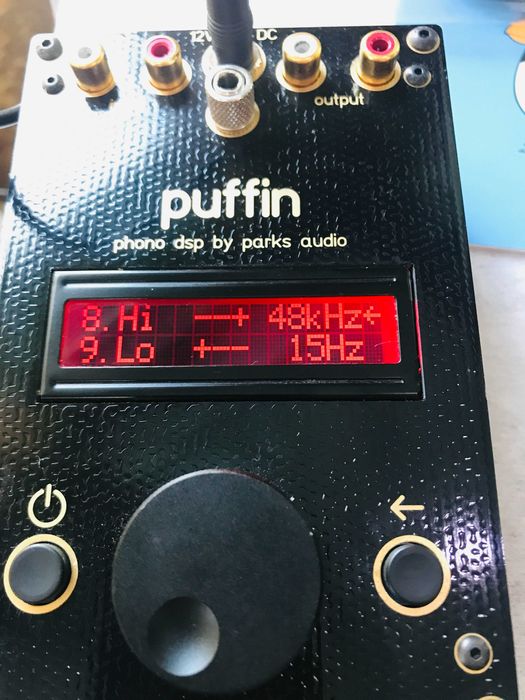 12V DC
output
puffin
phono dsp by parks audio
8.Hi ——+ 48kHz←
9.Lo +—— 15Hz
←